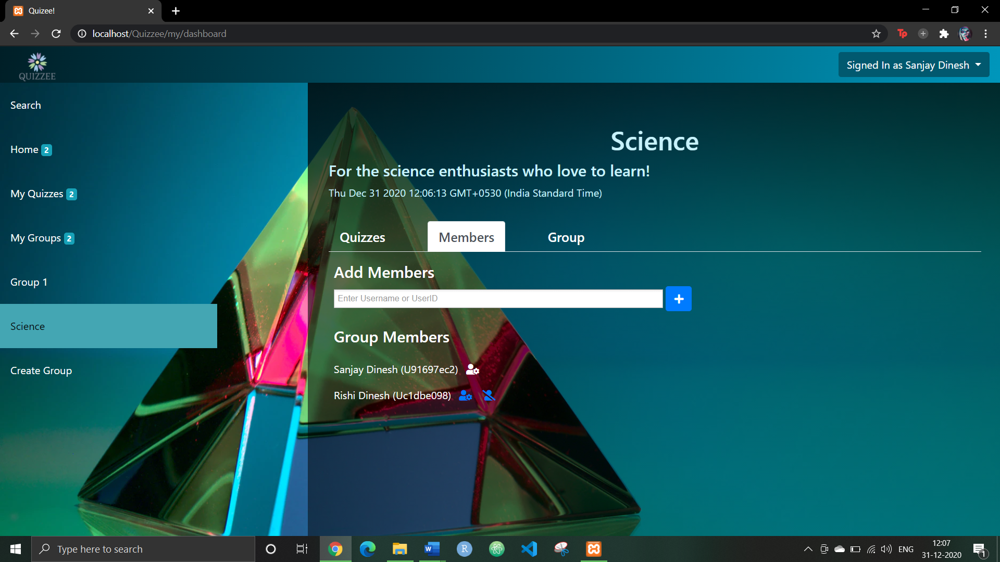 Quizee!
localhost/Quizzee/my/dashboard
Tp
QUIZZEE
Signed In as Sanjay Dinesh
Search
Home 2
My Quizzes 2
My Groups 2
Group 1
Science
Create Group
Science
For the science enthusiasts who love to learn!
Thu Dec 31 2020 12:06:13 GMT+0530 (India Standard Time)
Quizzes
Members
Group
Add Members
Enter Username or UserID
Group Members
Sanjay Dinesh (U91697ec2)
Rishi Dinesh (Uc1dbe098)
Type here to search
W
R
ENG
12:07
31-12-2020
1